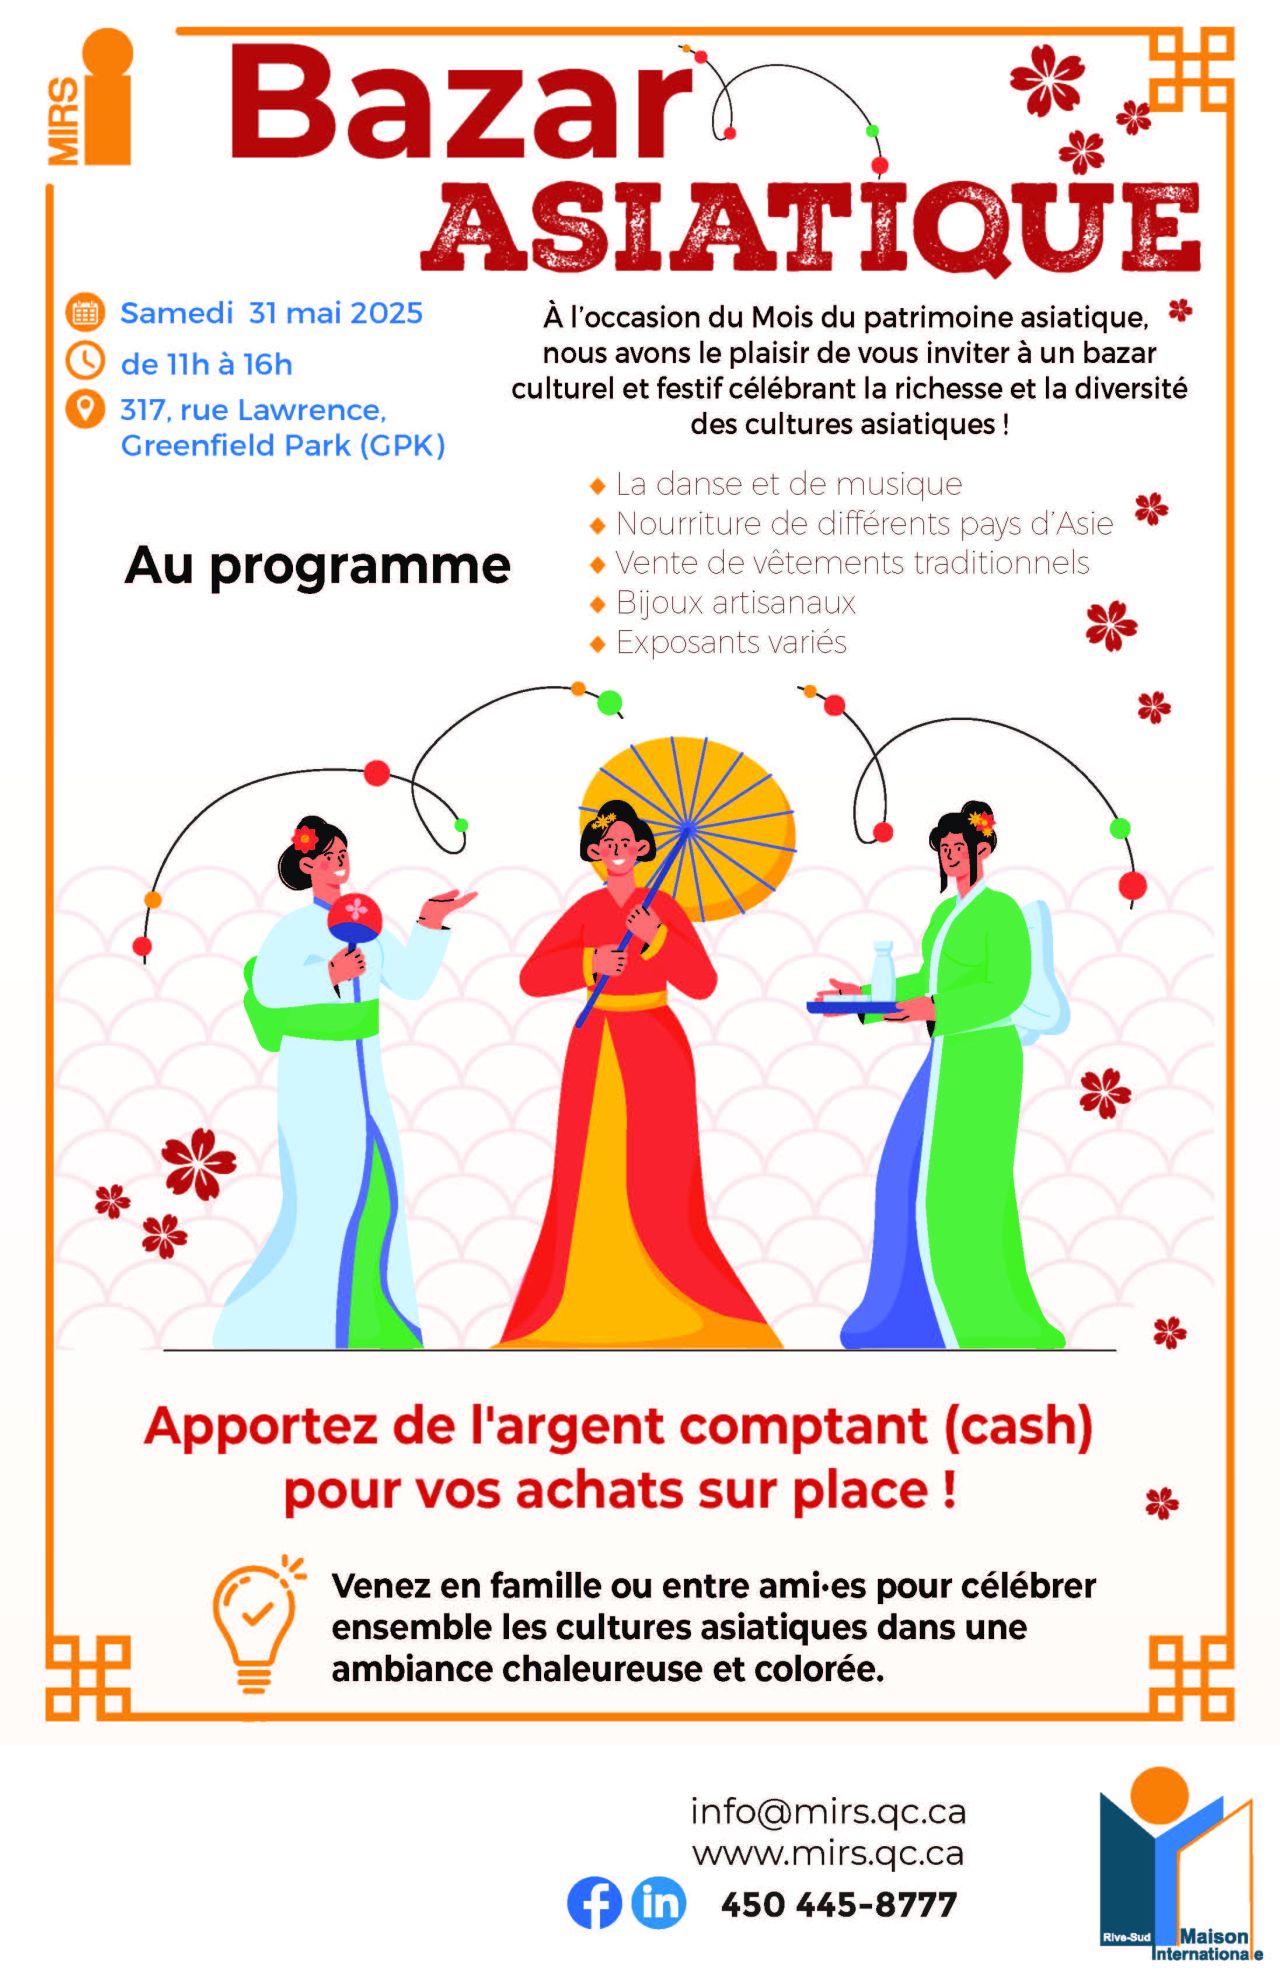 MIRS
Bazar
ASIATIQUE
Samedi 31 mai 2025
de 11h à 16h
317, rue Lawrence,
Greenfield Park (GPK)
À l'occasion du Mois du patrimoine asiatique,
nous avons le plaisir de vous inviter à un bazar
culturel et festif célébrant la richesse et la diversité
des cultures asiatiques !
Au programme
La danse et de musique
Nourriture de différents pays d'Asie
Vente de vêtements traditionnels
Bijoux artisanaux
Exposants variés
Apportez de l'argent comptant (cash)
pour vos achats sur place !
Venez en famille ou entre ami·es pour célébrer
ensemble les cultures asiatiques dans une
ambiance chaleureuse et colorée.
info@mirs.qc.ca
www.mirs.qc.ca
f in 450 445-8777
Rive-Sud Maison
Internationale